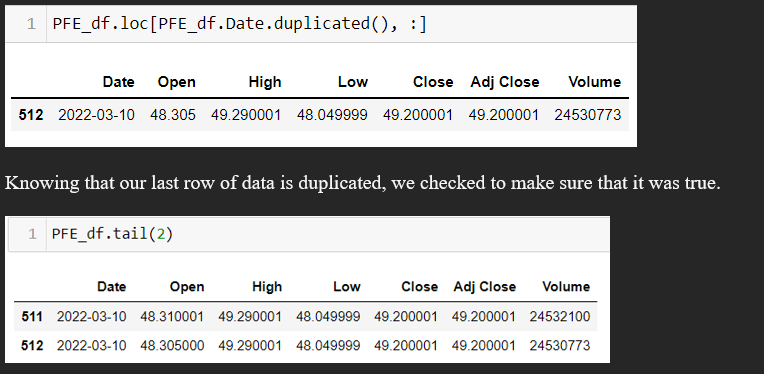 1 PFE_df.loc[PFE_df.Date.duplicated(), :]
Date Open High Low Close Adj Close Volume
512 2022-03-10 48.305 49.290001 48.049999 49.200001 49.200001 24530773
Knowing that our last row of data is duplicated, we checked to make sure that it was true.
1 PFE_df.tail(2)
Date Open High Low Close Adj Close Volume
511 2022-03-10 48.310001 49.290001 48.049999 49.200001 49.200001 24532100
512 2022-03-10 48.305000 49.290001 48.049999 49.200001 49.200001 24530773